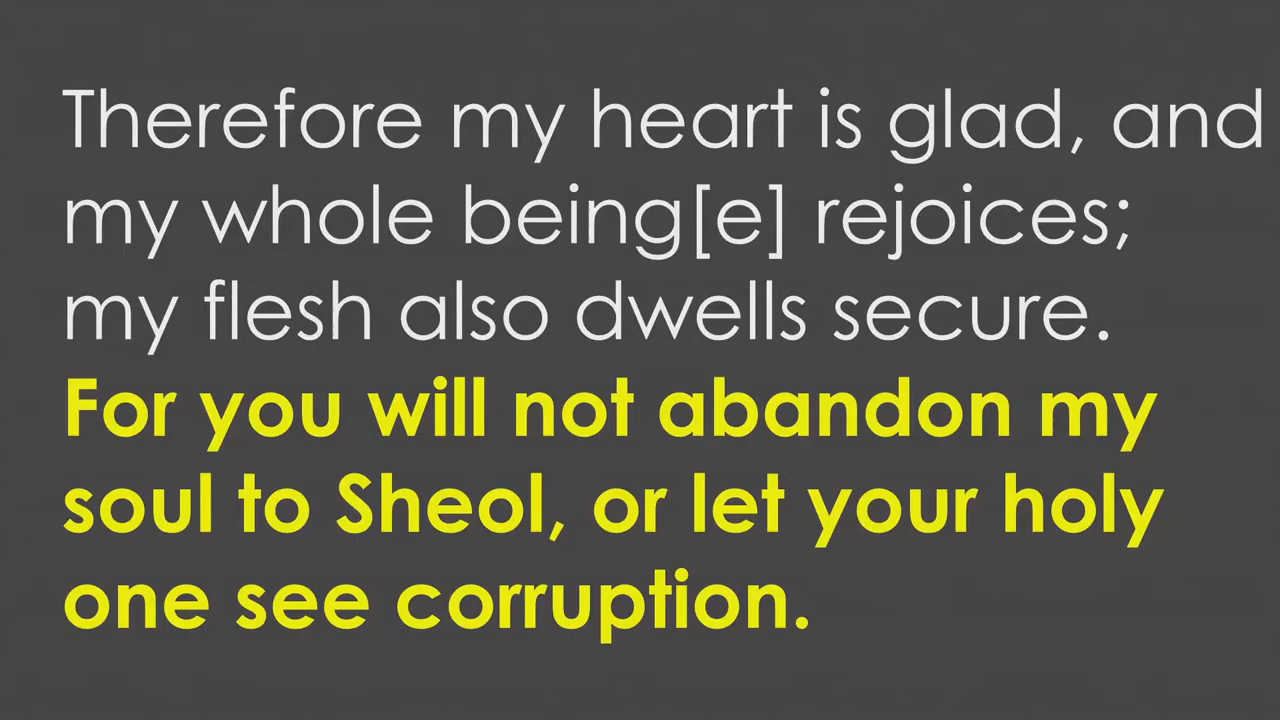 Therefore my heart is glad, and
my whole being[e] rejoices;
my flesh also dwells secure.
For you will not abandon my
soul to Sheol, or let your holy
one see corruption.